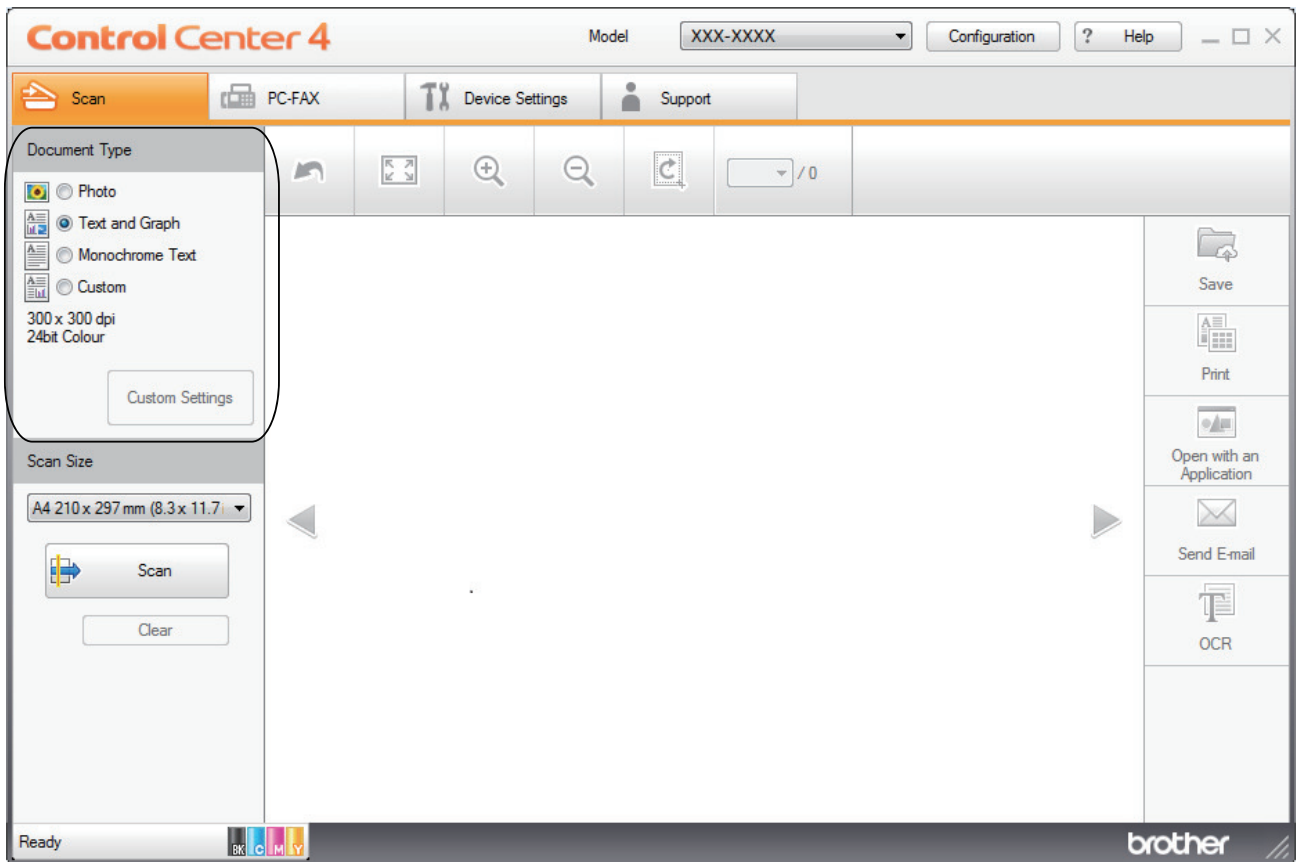 Control Center 4
Model XXX-XXXX Configuration ? Help
Scan PC-FAX Device Settings Support
Document Type
Photo
Text and Graph
Monochrome Text
Custom
300 x 300 dpi
24bit Colour
Custom Settings
/ 0
Scan Size
A4 210 x 297 mm (8.3 x 11.7
Scan
Clear
Save
Print
Open with an
Application
Send E-mail
OCR
Ready BK C M Y brother